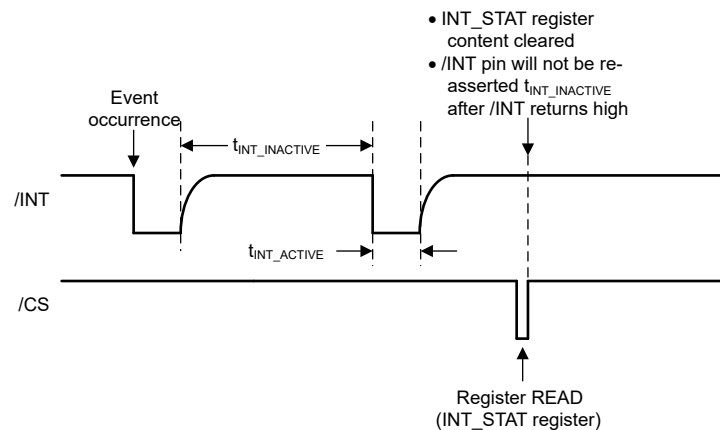 • INT_STAT register
content cleared
• /INT pin will not be re-
asserted tINT_INACTIVE
after /INT returns high
Event
occurrence
tINT_INACTIVE
/INT
tINT_ACTIVE
/CS
Register READ
(INT_STAT register)